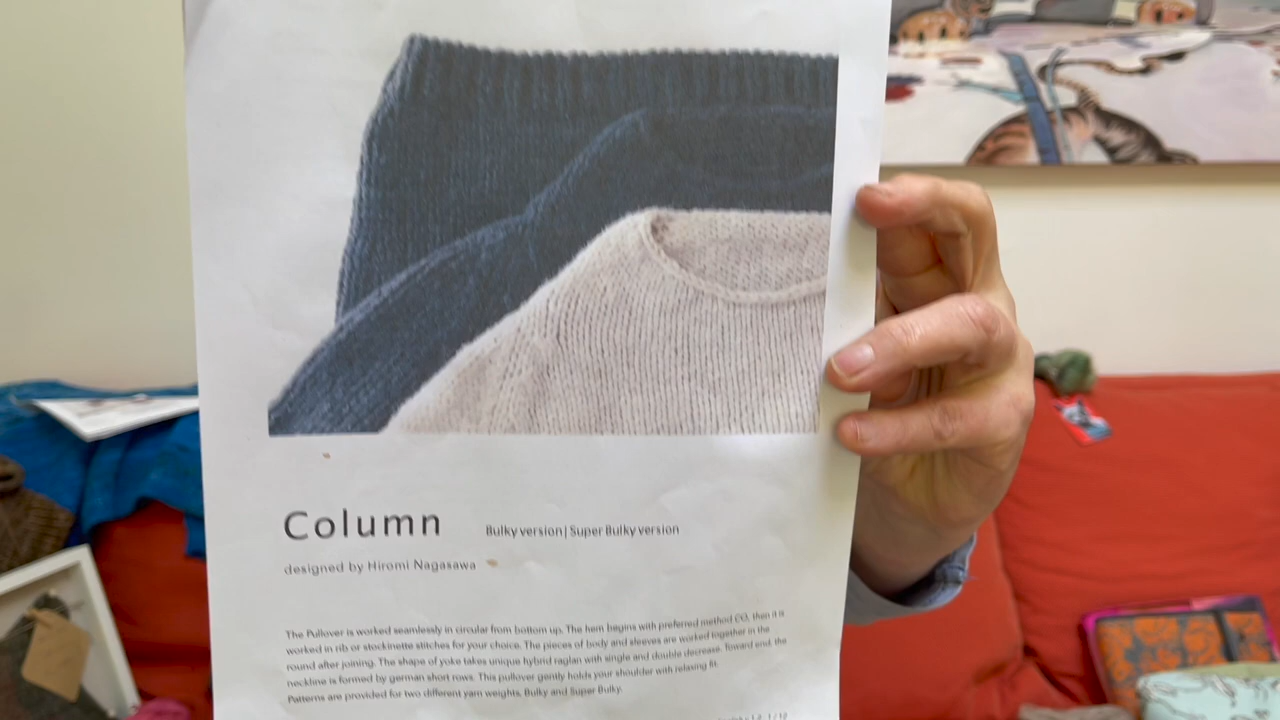 Column Bulky version | Super Bulky version
designed by Hiromi Nagasawa
The Pullover is worked seamlessly in circular from bottom up. The hem begins with preferred method CO, then it is
worked in rib or stockinette stitches for your choice. The pieces of body and sleeves are worked together in the
round after joining. The shape of yoke takes unique hybrid raglan with single and double decrease. Toward end, the
neckline is formed by german short rows. This pullover gently holds your shoulder with relaxing fit.
Patterns are provided for two different yarn weights, Bulky and Super Bulky.